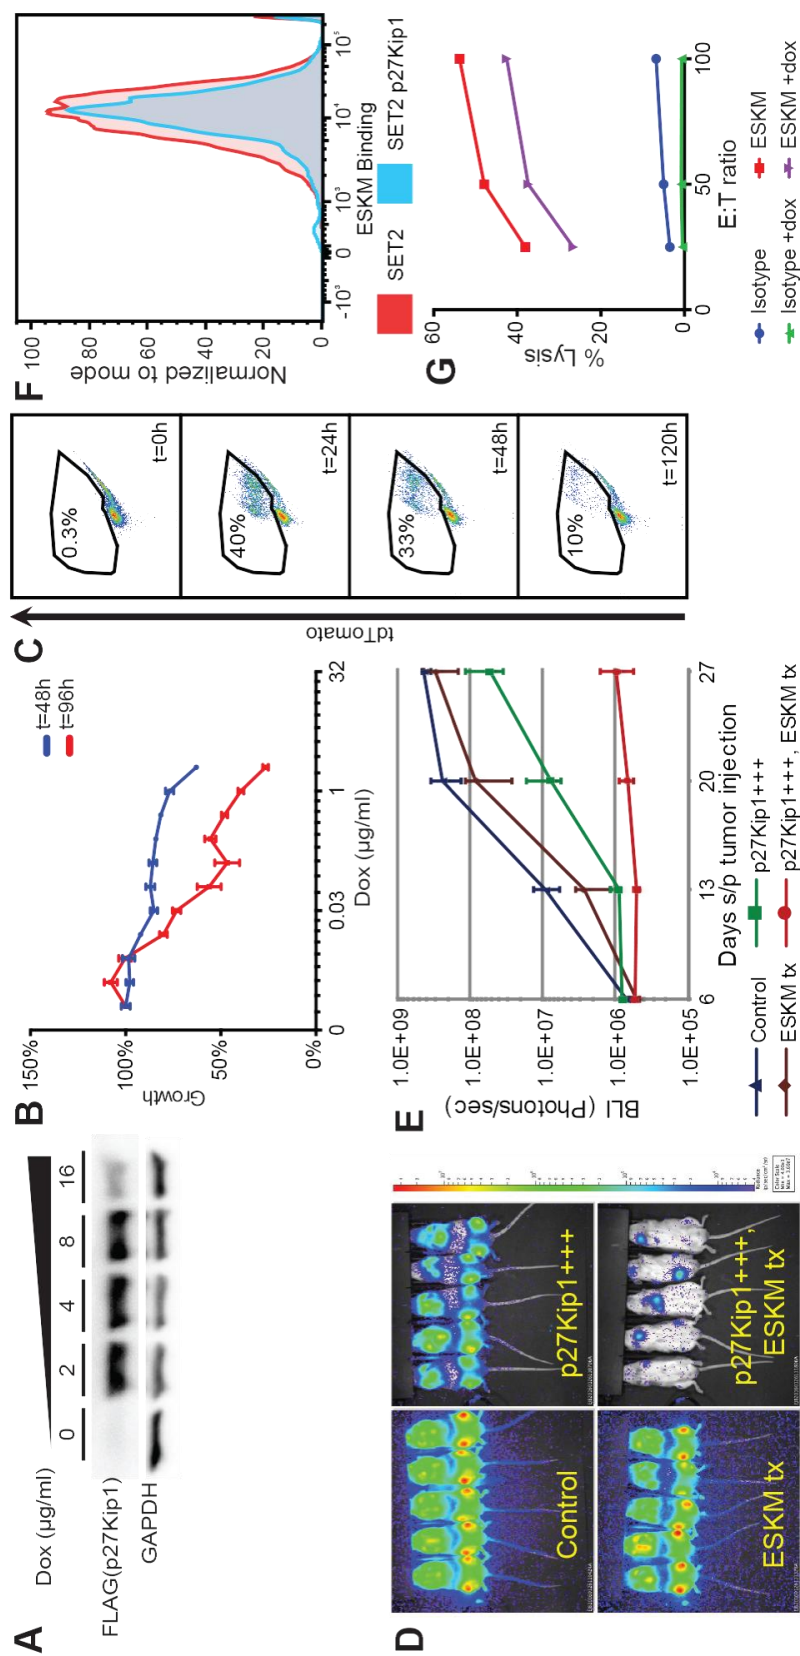 A
Dox (µg/ml)
0 2 4 8 16
FLAG(p27Kip1)
GAPDH
B
150%
100%
50%
0%
Growth
0 0.03 1 32
Dox (µg/ml)
t=48h
t=96h
C
tdTomato
0.3%
t=0h
40%
t=24h
33%
t=48h
10%
t=120h
D
Control
p27Kip1+++
ESKM tx
p27Kip1+++,
ESKM tx
E
1.0E+09
1.0E+08
1.0E+07
1.0E+06
1.0E+05
BLI (Photons/sec)
6 13 20 27
Days s/p tumor injection
Control
p27Kip1+++
ESKM tx
p27Kip1+++, ESKM tx
F
100
80
60
40
20
0
Normalized to mode
-10³ 0 10³ 10⁴ 10⁵
ESKM Binding
SET2
SET2 p27Kip1
G
60
40
20
0
% Lysis
0 50 100
E:T ratio
Isotype
ESKM
Isotype +dox
ESKM +dox